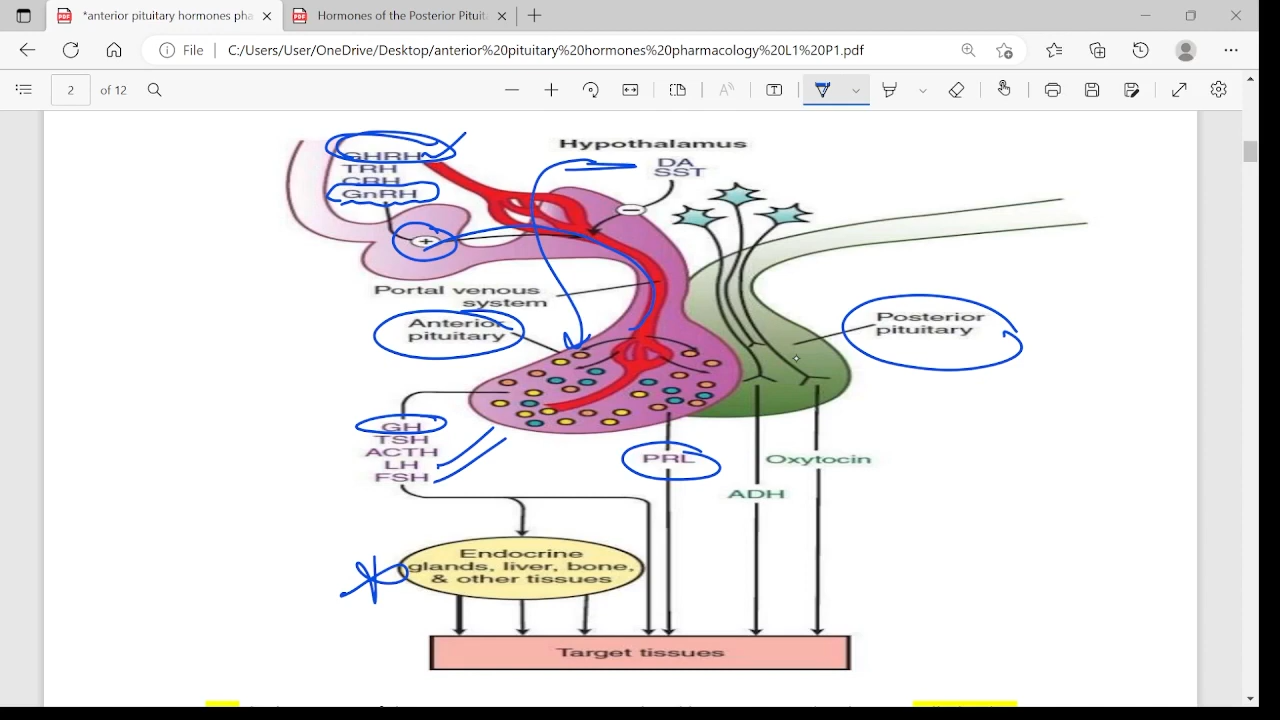 *anterior pituitary hormones pha
Hormones of the Posterior Pituit
File
C:/Users/User/OneDrive/Desktop/anterior%20pituitary%20hormones%20pharmacology%20L1%20P1.pdf
2
of 12
Hypothalamus
GHRH
TRH
CRH
GnRH
DA
SST
Portal venous
system
Anterior
pituitary
Posterior
pituitary
GH
TSH
ACTH
LH
FSH
PRL
Oxytocin
ADH
Endocrine
glands, liver, bone,
& other tissues
Target tissues